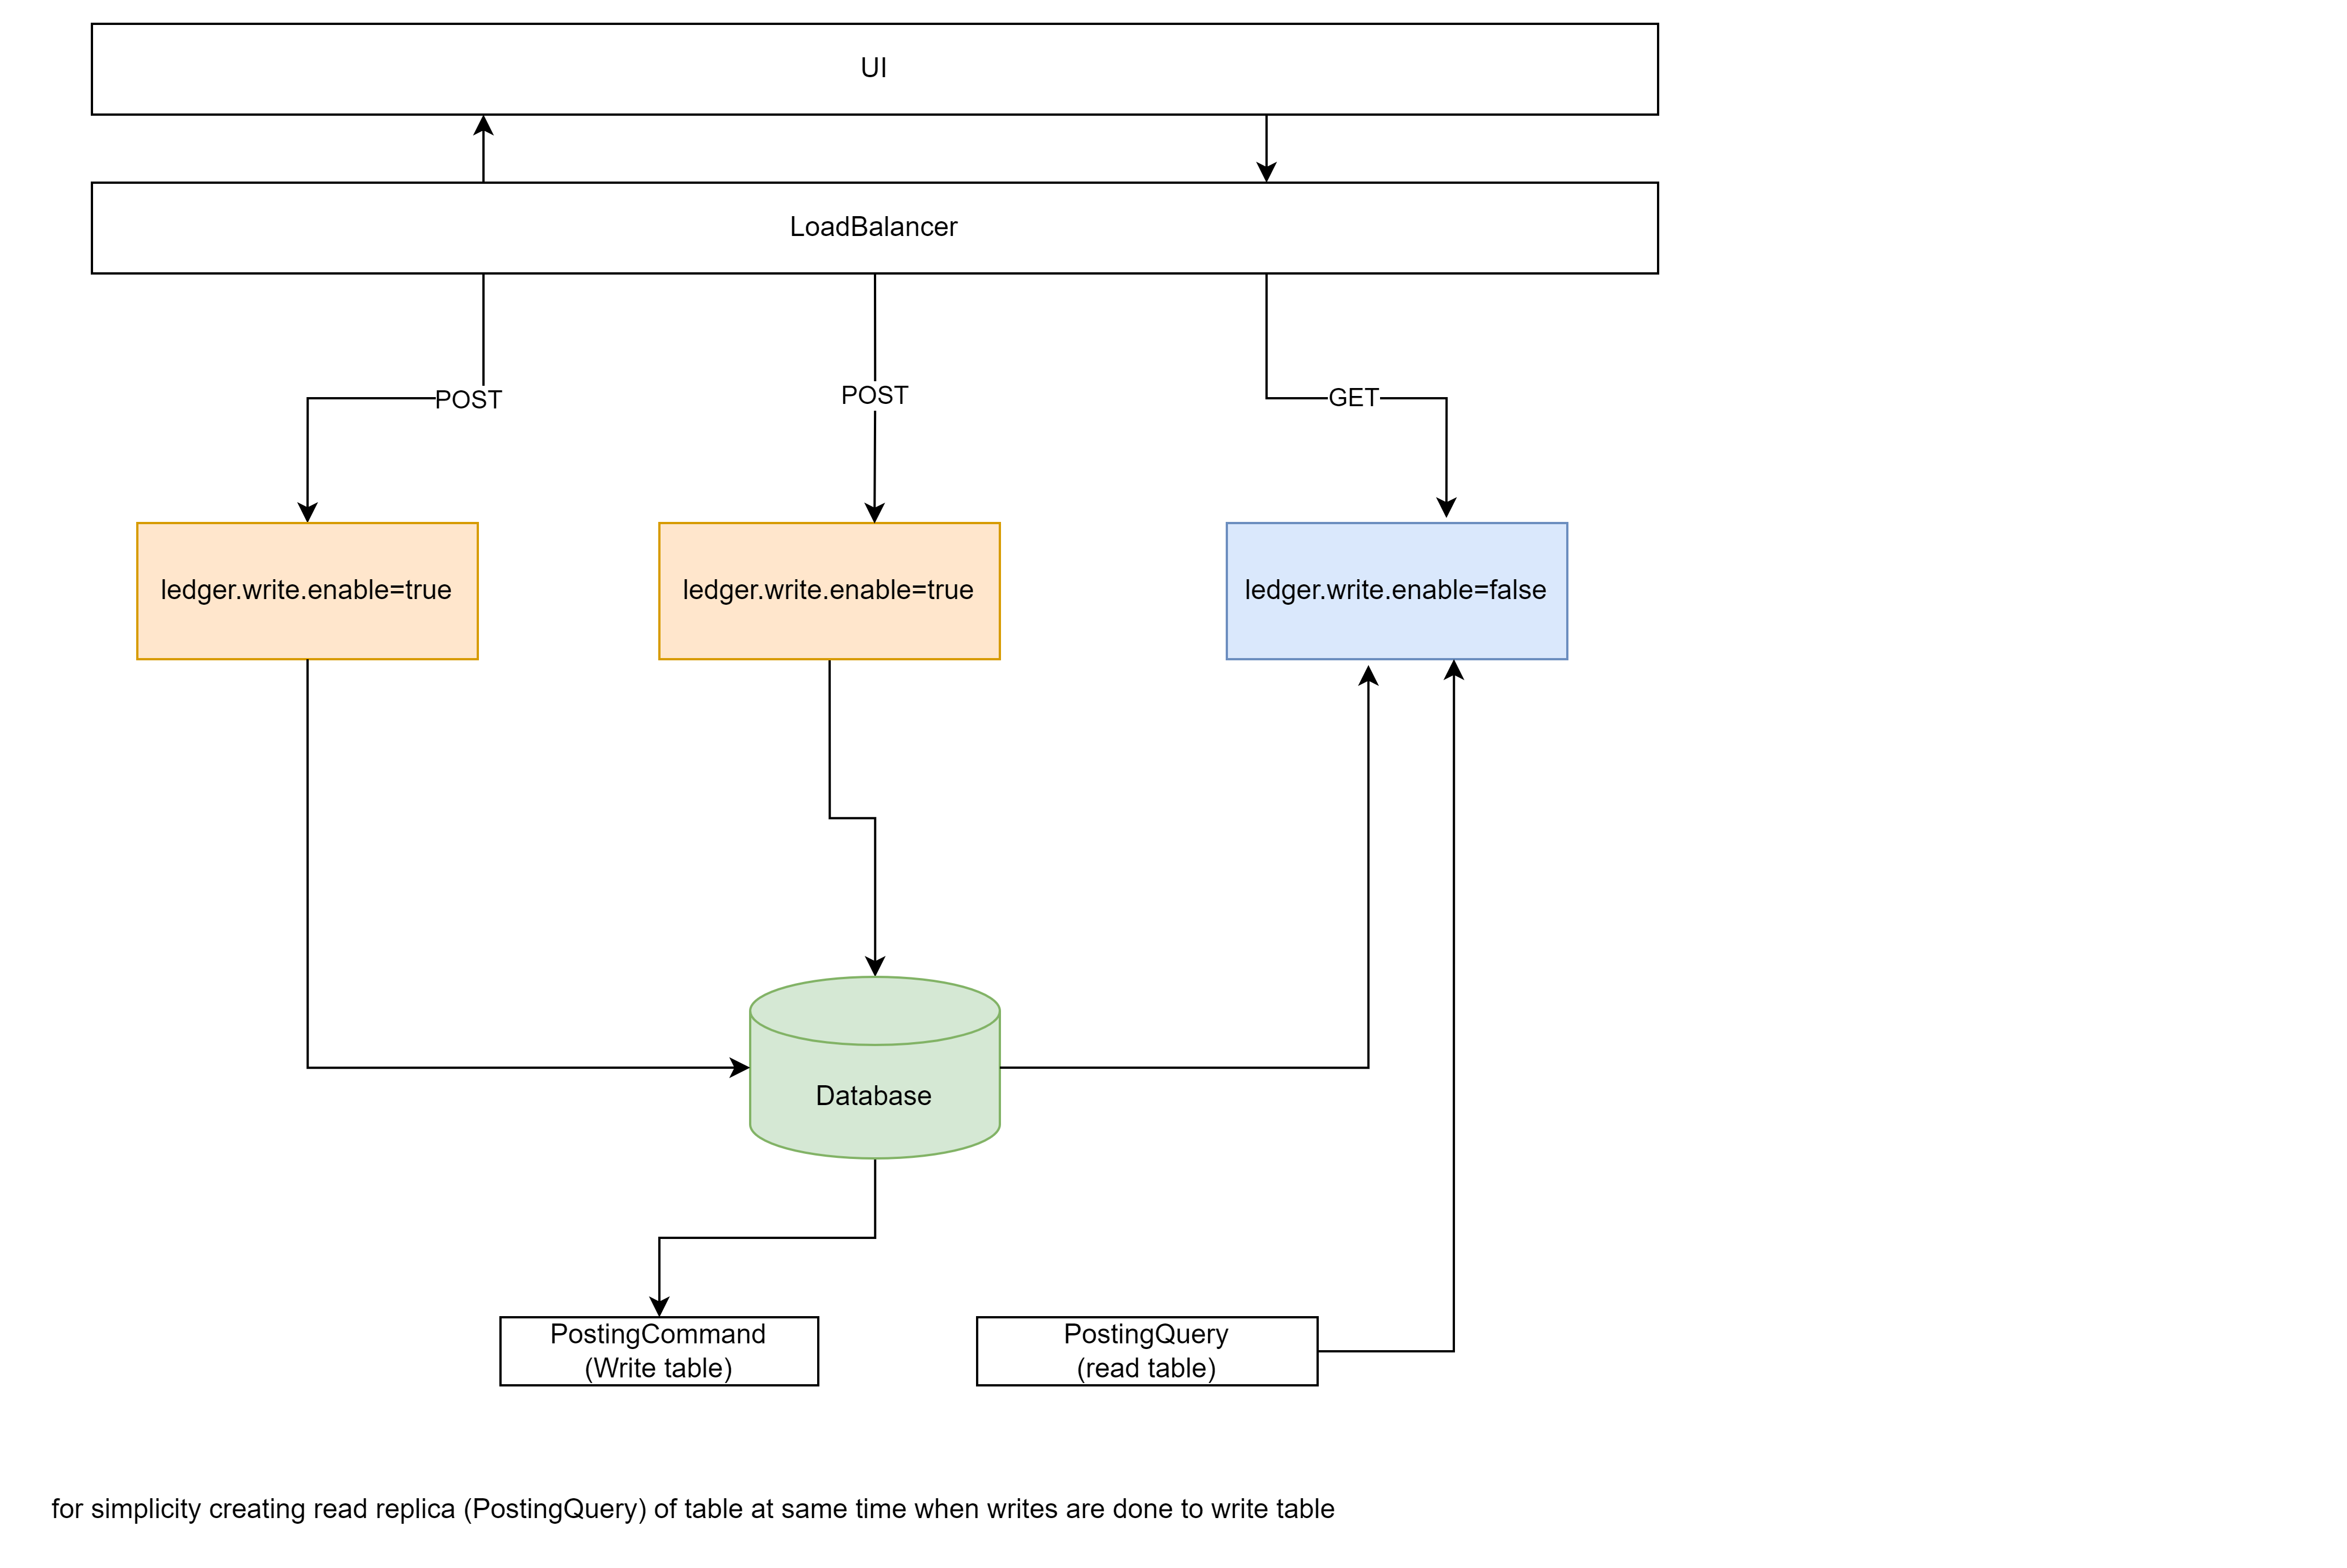 UI
LoadBalancer
POST
POST
GET
ledger.write.enable=true
ledger.write.enable=true
ledger.write.enable=false
Database
PostingCommand
(Write table)
PostingQuery
(read table)
for simplicity creating read replica (PostingQuery) of table at same time when writes are done to write table